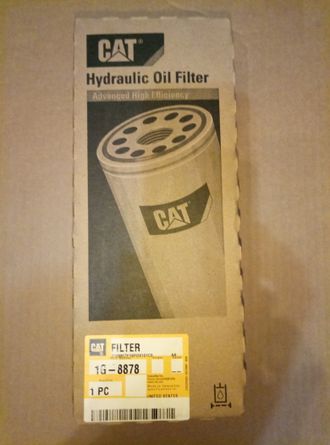 CAT
Hydraulic Oil Filter
Advanced High Efficiency
CAT
CAT
FILTER
1G-8878
1 PC
UNITED STATES